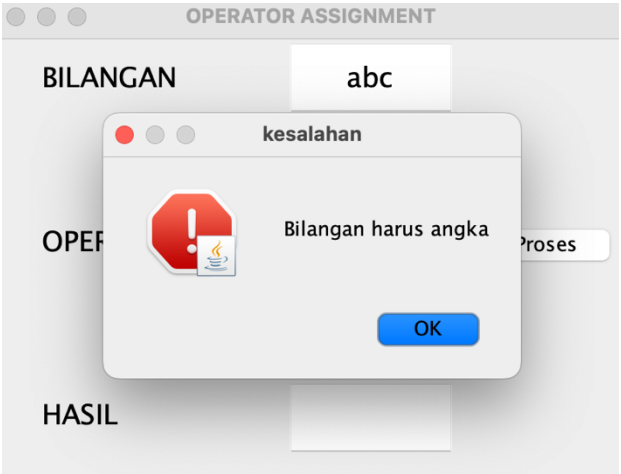 OPERATOR ASSIGNMENT
BILANGAN
abc
kesalahan
Bilangan harus angka
OPER
Proses
OK
HASIL